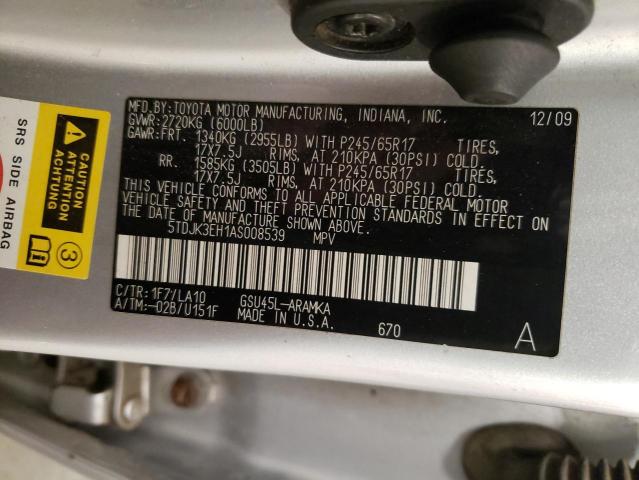 MFD.BY:TOYOTA MOTOR MANUFACTURING, INDIANA, INC. 12/09
GVWR:2720KG (6000LB)
GAWR:FRT. 1340KG (2955LB) WITH P245/65R17 TIRES,
17X7.5J RIMS, AT 210KPA (30PSI) COLD.
RR. 1585KG (3505LB) WITH P245/65R17 TIRES,
17X7.5J RIMS, AT 210KPA (30PSI) COLD.
THIS VEHICLE CONFORMS TO ALL APPLICABLE FEDERAL MOTOR
VEHICLE SAFETY AND THEFT PREVENTION STANDARDS IN EFFECT ON
THE DATE OF MANUFACTURE SHOWN ABOVE.
5TDJK3EH1AS008539 MPV
C/TR: 1F7/LA10 GSU45L-ARAMKA
A/TM:-02B/U151F MADE IN U.S.A. 670 A
SRS SIDE AIRBAG
CAUTION
ATTENTION
ACHTUNG
3